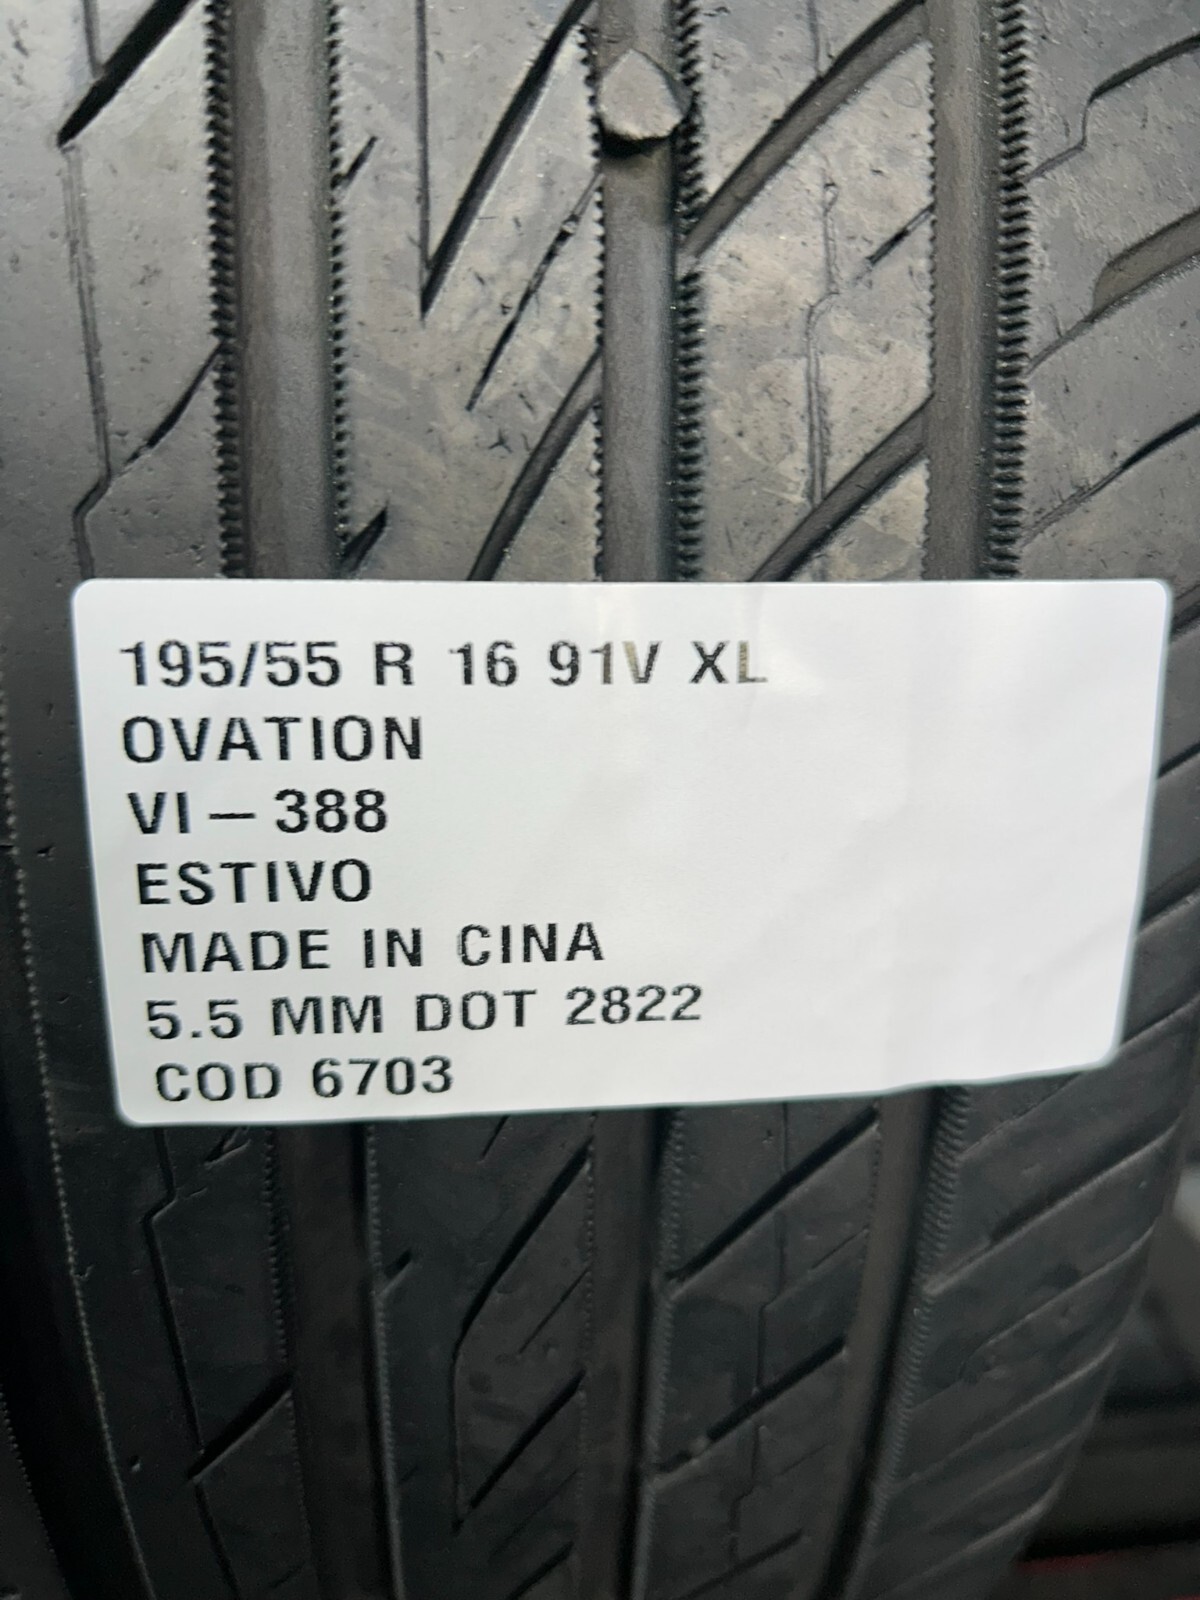 195/55 R 16 91V XL
OVATION
VI-388
ESTIVO
MADE IN CINA
5.5 MM DOT 2822
COD 6703